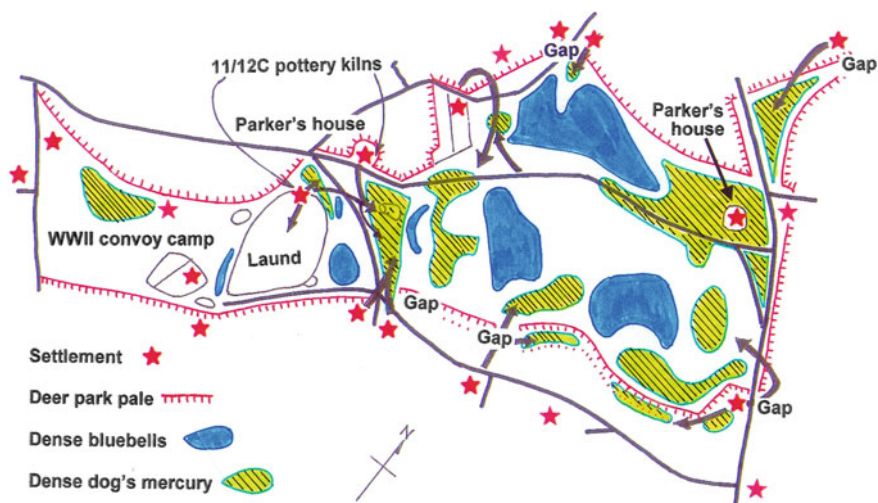 Gap
11/12C pottery kilns
Gap
Parker's house
Parker's
house
WWII convoy camp
Laund
Gap
Gap
Gap
Settlement
Deer park pale
Dense bluebells
Dense dog's mercury
N